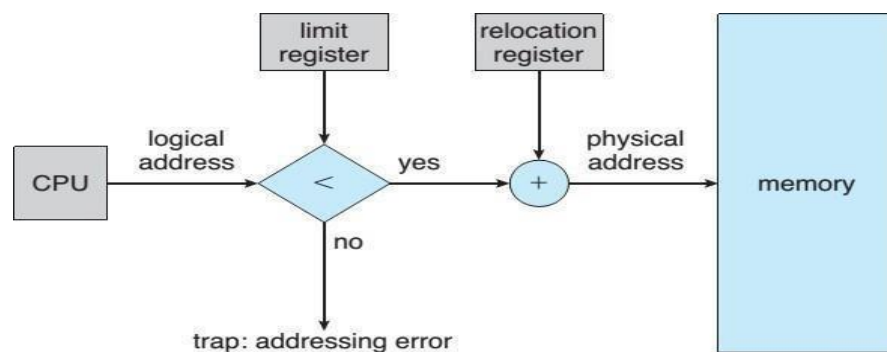 limit
register
relocation
register
logical
address
physical
address
CPU
<
yes
+
memory
no
trap: addressing error